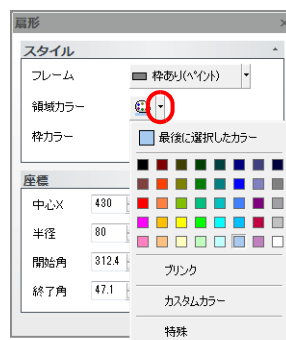 扇形
スタイル
フレーム 枠あり(ペイント)
領域カラー
枠カラー
最後に選択したカラー
座標
中心X 430
半径 80
開始角 312.4
終了角 47.1
ブリンク
カスタムカラー
特殊